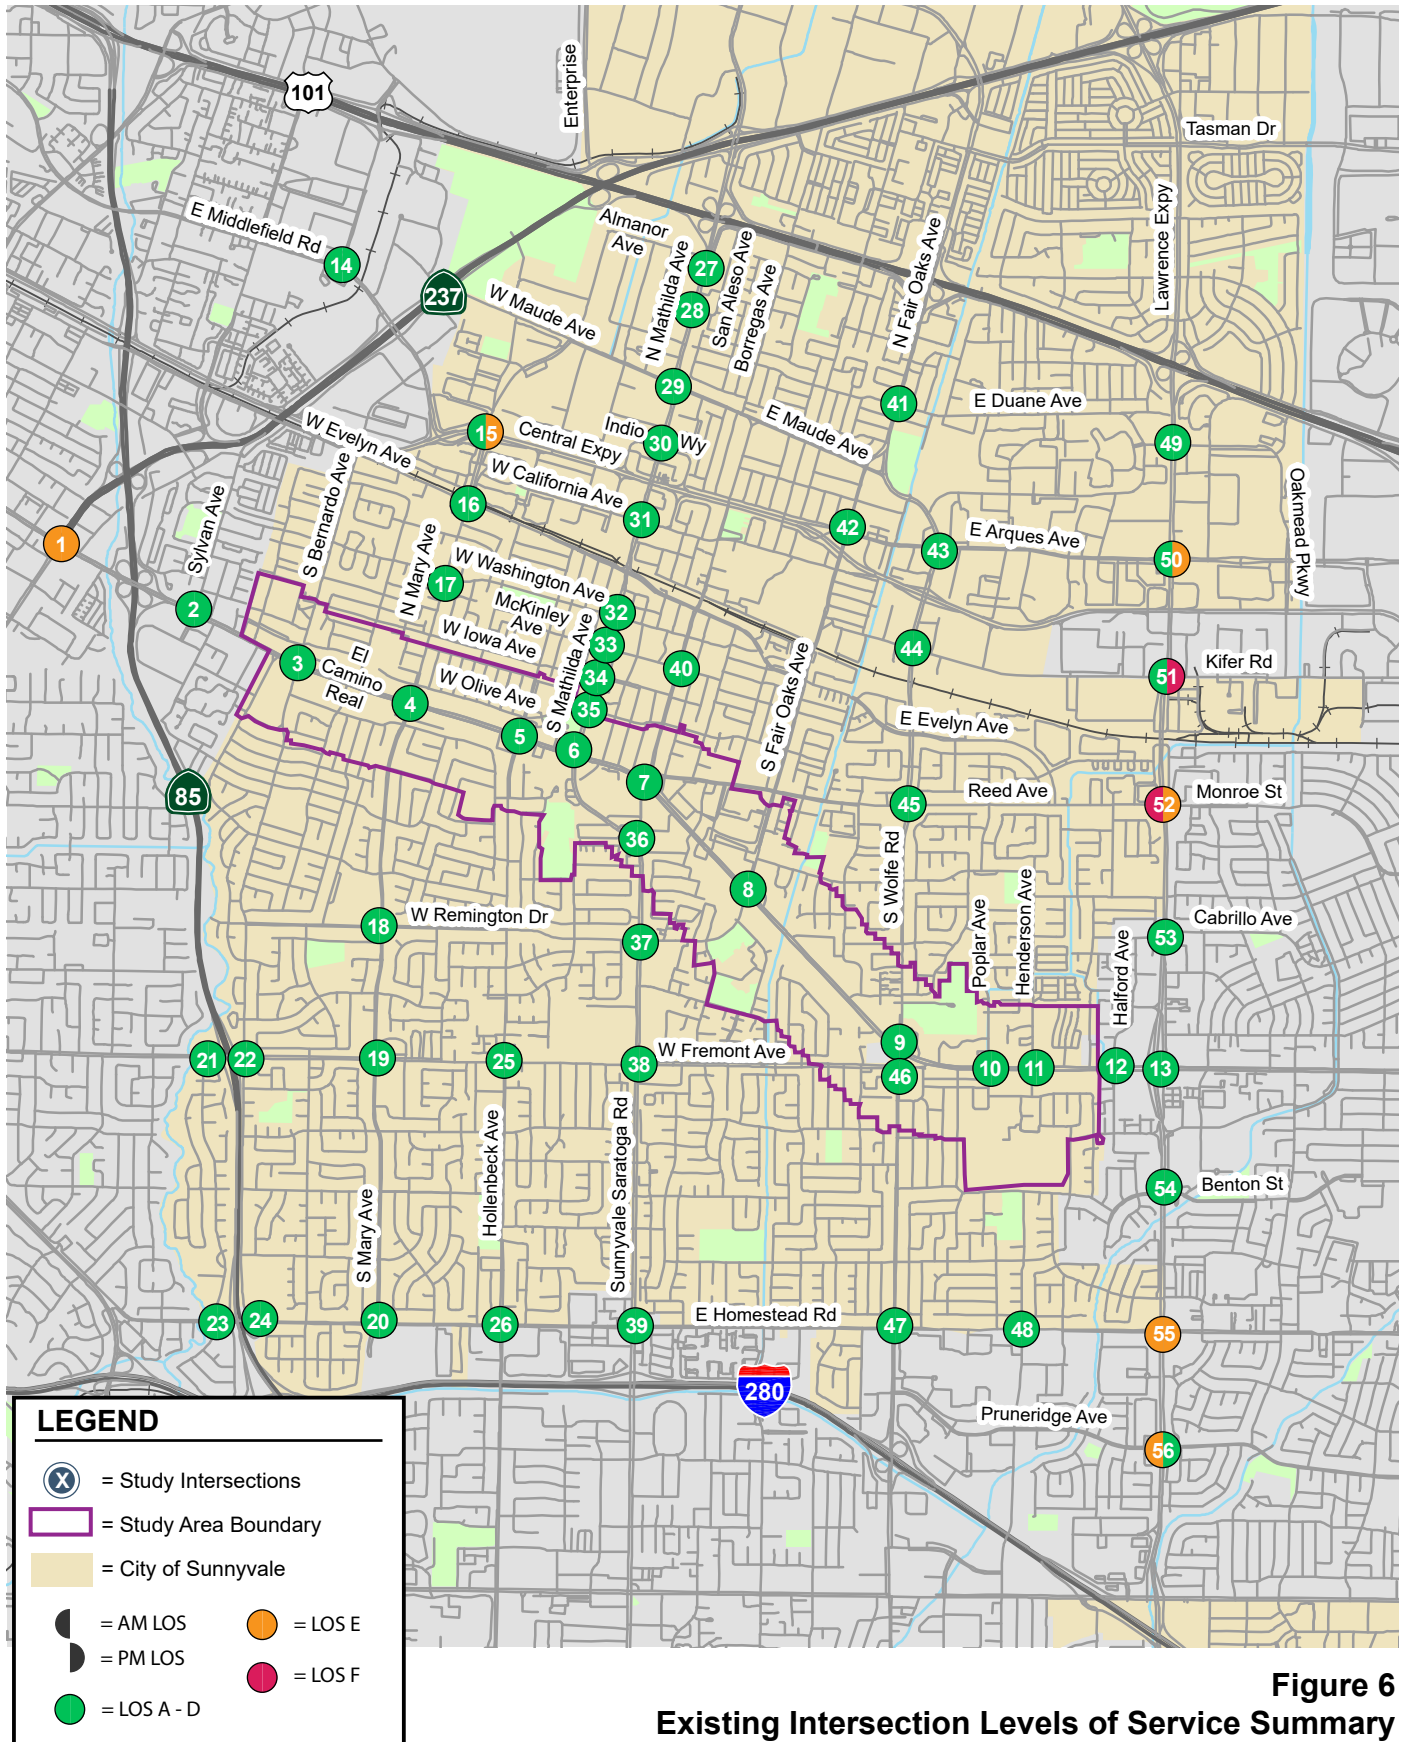 101
Enterprise
Tasman Dr
Lawrence Expy
E Middlefield Rd
14
237
Almanor
Ave
N Mathilda Ave
27
San Aleso Ave
Borregas Ave
28
N Fair Oaks Ave
W Maude Ave
29
41
E Duane Ave
E Maude Ave
W Evelyn Ave
15
Central Expy
Indio
30
Wy
49
S Bernardo Ave
W California Ave
16
31
42
43
E Arques Ave
50
Oakmead Pkwy
Sylvan Ave
1
2
N Mary Ave
17
W Washington Ave
McKinley
Ave
W Iowa Ave
32
33
34
35
S Mathilda Ave
40
44
51
Kifer Rd
3
El
Camino
Real
W Olive Ave
4
5
6
7
S Fair Oaks Ave
E Evelyn Ave
85
45
Reed Ave
52
Monroe St
36
8
S Wolfe Rd
18
W Remington Dr
37
Poplar Ave
Henderson Ave
Halford Ave
53
Cabrillo Ave
21
22
19
25
38
W Fremont Ave
9
46
10
11
12
13
S Mary Ave
Hollenbeck Ave
Sunnyvale Saratoga Rd
54
Benton St
23
24
20
26
39
E Homestead Rd
47
48
55
280
Pruneridge Ave
56
LEGEND
X = Study Intersections
= Study Area Boundary
= City of Sunnyvale
= AM LOS
= PM LOS
= LOS A - D
= LOS E
= LOS F
Figure 6
Existing Intersection Levels of Service Summary